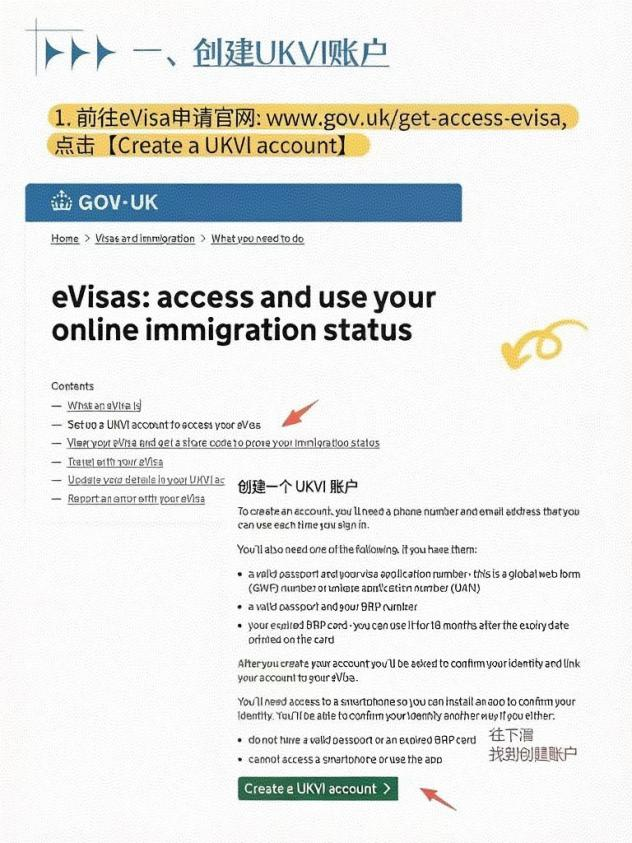 一、创建UKVI账户
1. 前往eVisa申请官网: www.gov.uk/get-access-evisa,
点击【Create a UKVI account】
GOV·UK
Home > Visas and immigration > What you need to do
eVisas: access and use your
online immigration status
Contents
— What an eVisa is
— Set up a UKVI account to access your eVisa
— View your eVisa and get a share code to prove your immigration status
— Travel with your eVisa
— Update your details in your UKVI ac
— Report an error with your eVisa
创建一个 UKVI 账户
To create an account, you'll need a phone number and email address that you
can use each time you sign in.
You'll also need one of the following, if you have them:
• a valid passport and your visa application number - this is a global web form
(GWF) number or unique application number (UAN)
• a valid passport and your BRP number
• your expired BRP card - you can use it for 18 months after the expiry date
printed on the card
After you create your account you'll be asked to confirm your identity and link
your account to your eVisa.
You'll need access to a smartphone so you can install an app to confirm your
identity. You'll be able to confirm your identity another way if you either:
• do not have a valid passport or an expired BRP card
• cannot access a smartphone or use the app
往下滑
找到创建账户
Create a UKVI account >